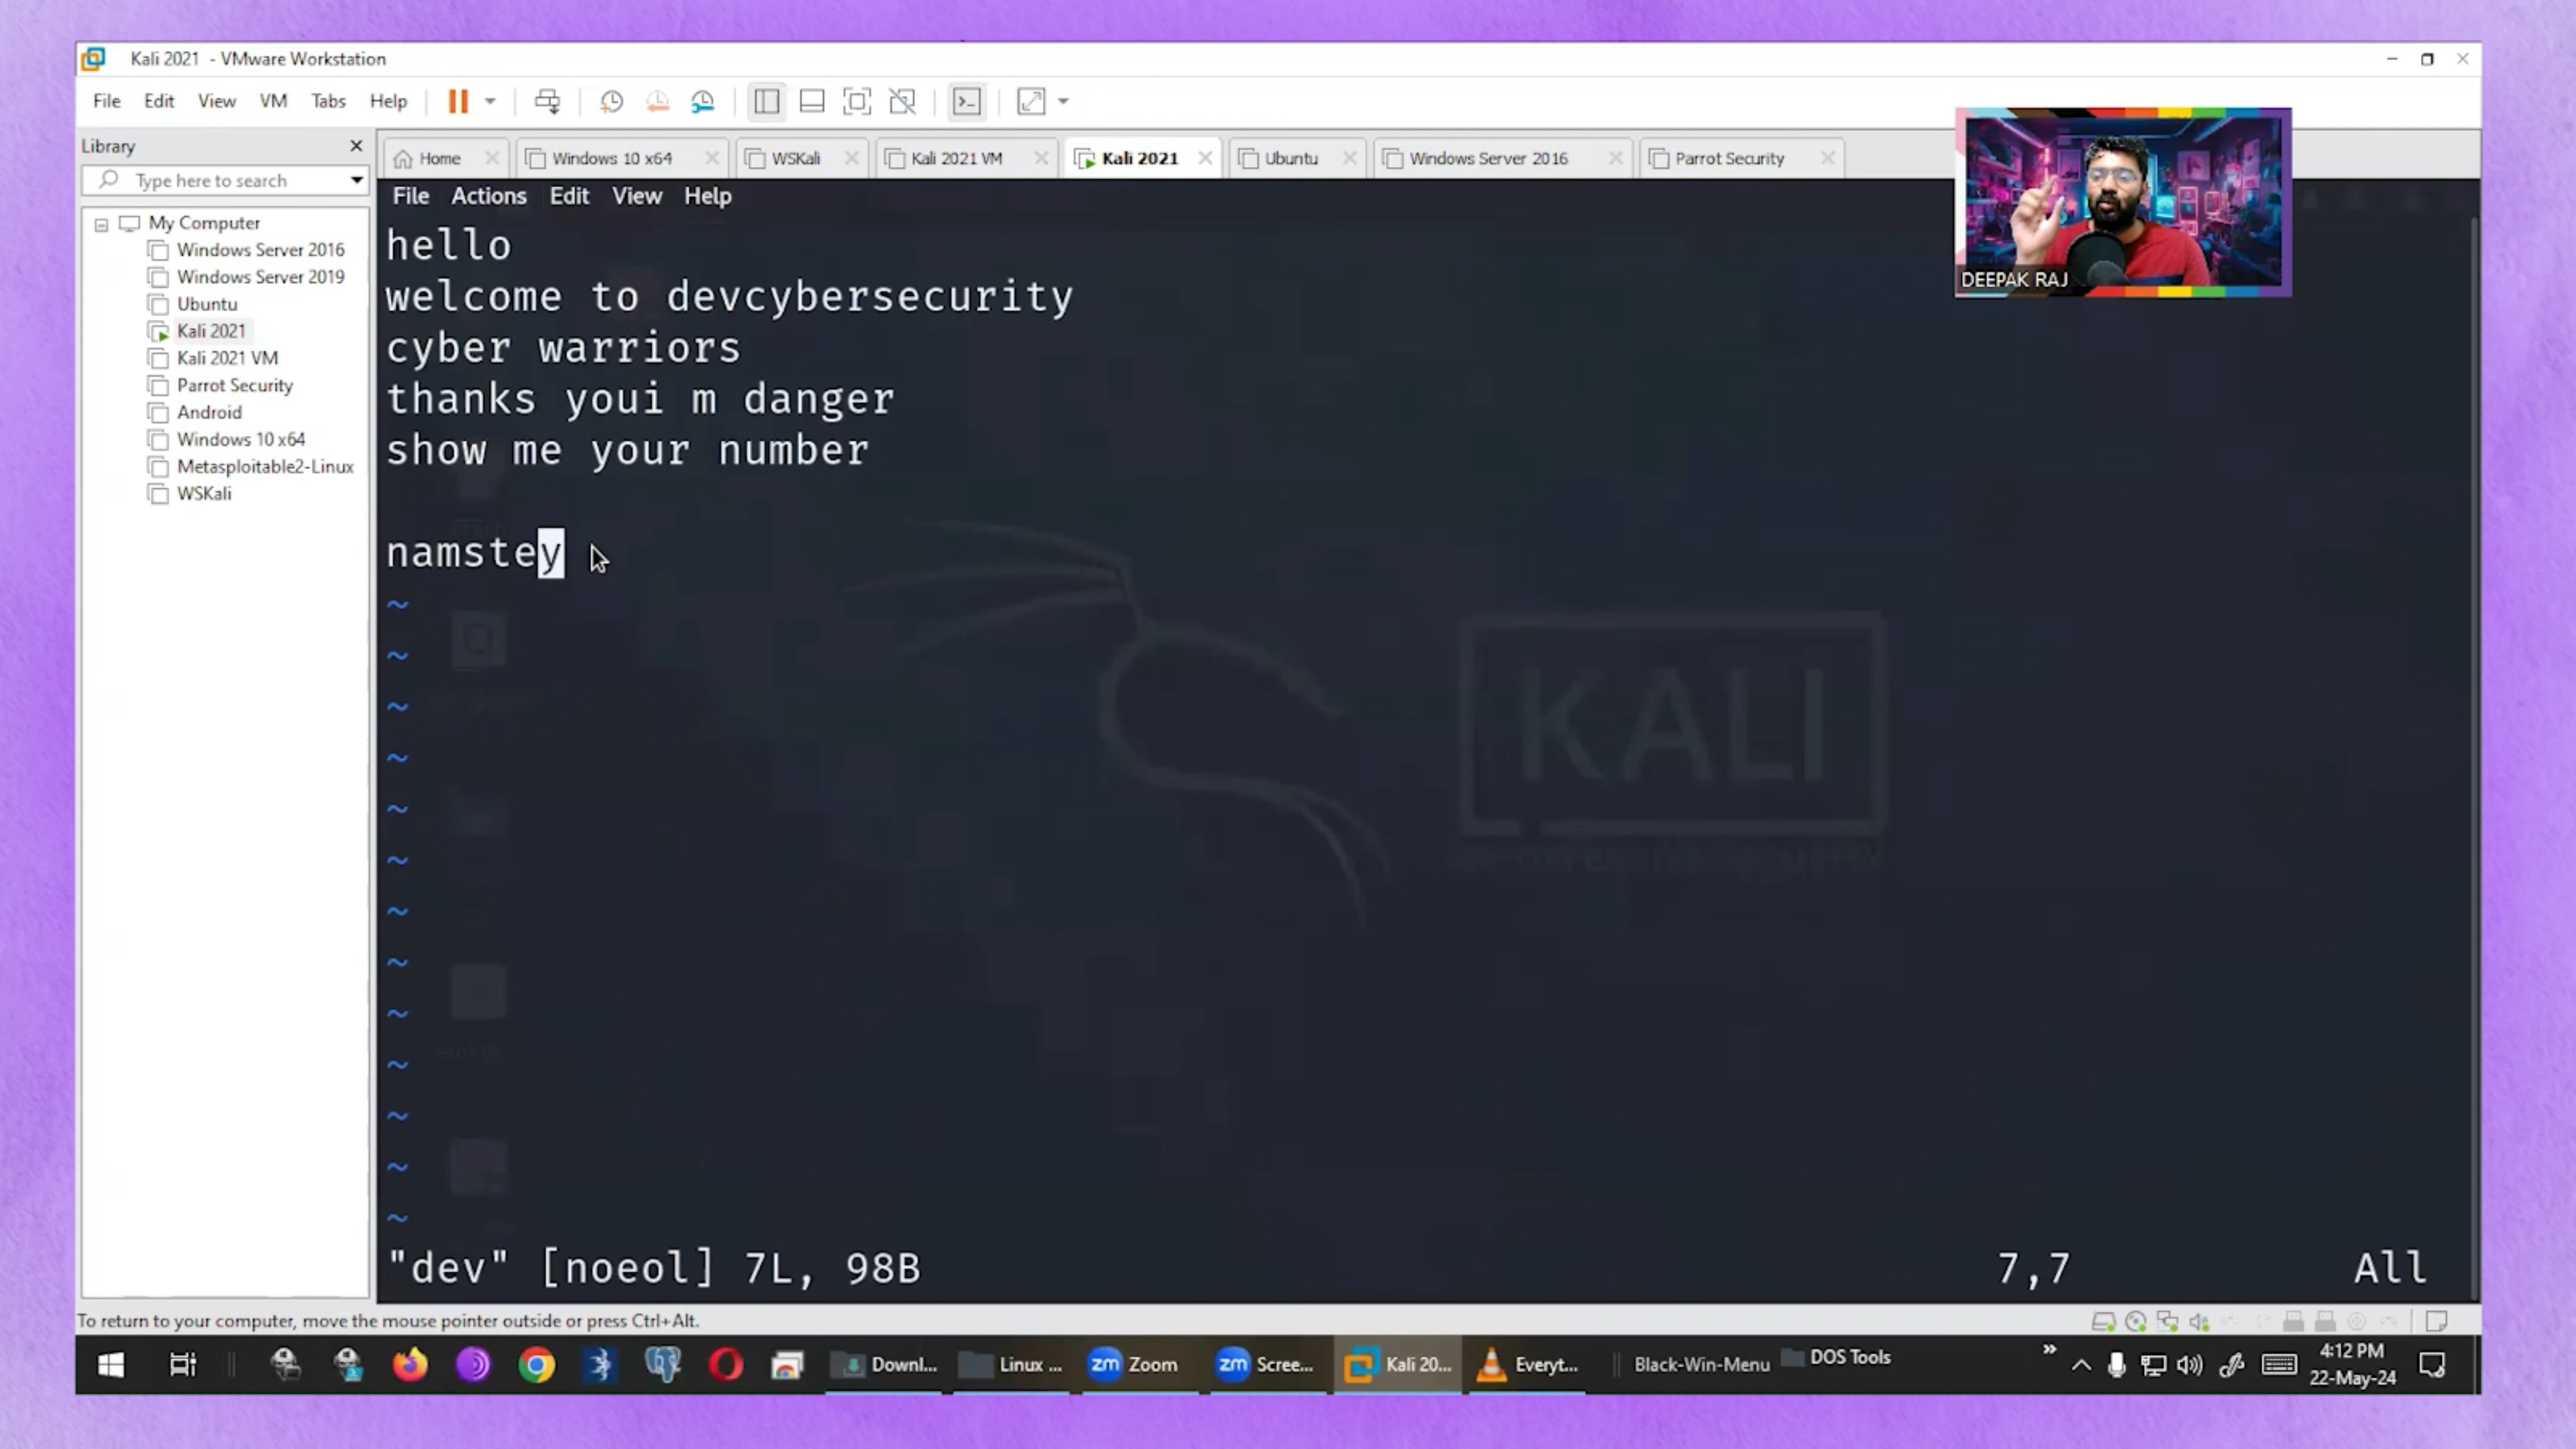 Kali 2021 - VMware Workstation
File Edit View VM Tabs Help
Library
Type here to search
My Computer
Windows Server 2016
Windows Server 2019
Ubuntu
Kali 2021
Kali 2021 VM
Parrot Security
Android
Windows 10 x64
Metasploitable2-Linux
WSKali
Home Windows 10 x64 WSKali Kali 2021 VM Kali 2021 Ubuntu Windows Server 2016 Parrot Security
File Actions Edit View Help
hello
welcome to devcybersecurity
cyber warriors
thanks youi m danger
show me your number
namstey
~
~
~
~
~
~
~
~
~
~
~
~
~
KALI
DEEPAK RAJ
"dev" [noeol] 7L, 98B 7,7 All
To return to your computer, move the mouse pointer outside or press Ctrl+Alt.
Downl... Linux ... zm Zoom zm Scree... Kali 20... Everyt... Black-Win-Menu DOS Tools
4:12 PM
22-May-24